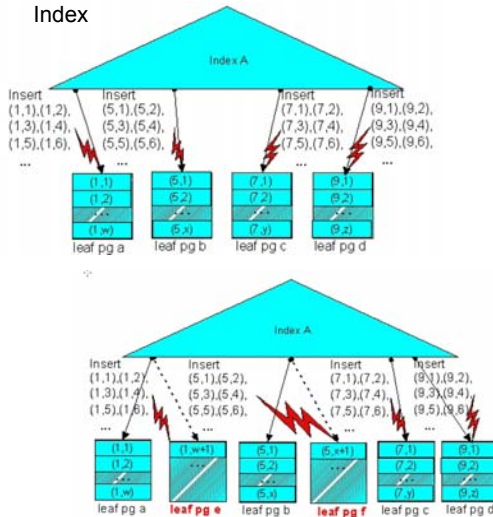 Index
Index A
Insert
(1,1),(1,2),
(1,3),(1,4),
(1,5),(1,6),
...
Insert
(5,1),(5,2),
(5,3),(5,4),
(5,5),(5,6),
...
Insert
(7,1),(7,2),
(7,3),(7,4),
(7,5),(7,6),
...
Insert
(9,1),(9,2),
(9,3),(9,4),
(9,5),(9,6),
...
(1,1)
(1,2)
...
(1,w)
leaf pg a
(5,1)
(5,2)
...
(5,x)
leaf pg b
(7,1)
(7,2)
...
(7,y)
leaf pg c
(9,1)
(9,2)
...
(9,z)
leaf pg d
Index A
Insert
(1,1),(1,2),
(1,3),(1,4),
(1,5),(1,6),
...
Insert
(5,1),(5,2),
(5,3),(5,4),
(5,5),(5,6),
...
Insert
(7,1),(7,2),
(7,3),(7,4),
(7,5),(7,6),
...
Insert
(9,1),(9,2),
(9,3),(9,4),
(9,5),(9,6),
...
(1,1)
(1,2)
...
(1,w)
leaf pg a
(1,w+1)
...
leaf pg e
(5,1)
(5,2)
...
(5,x)
leaf pg b
(5,x+1)
...
leaf pg f
(7,1)
(7,2)
...
(7,y)
leaf pg c
(9,1)
(9,2)
...
(9,z)
leaf pg d